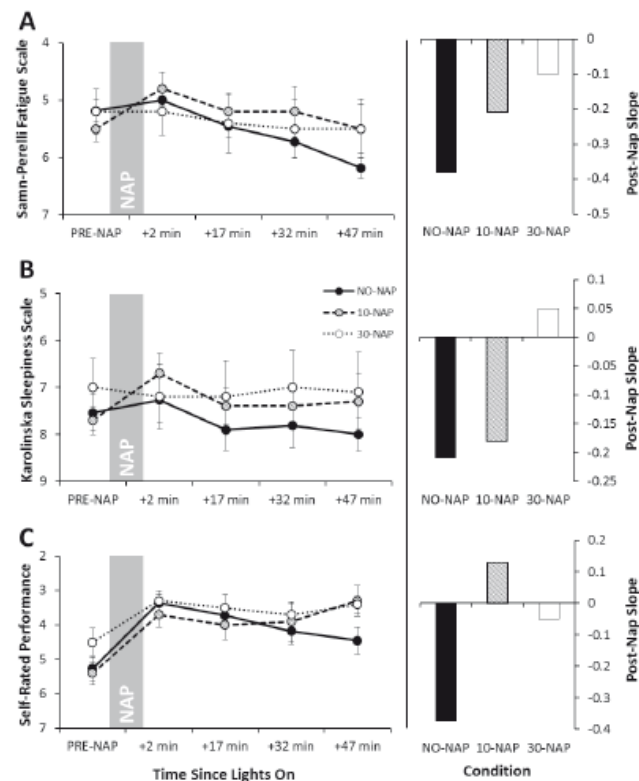 A
Samn-Perelli Fatigue Scale
4
5
6
7
NAP
PRE-NAP +2 min +17 min +32 min +47 min
0
-0.1
-0.2
-0.3
-0.4
-0.5
Post-Nap Slope
NO-NAP 10-NAP 30-NAP
B
Karolinska Sleepiness Scale
5
6
7
8
9
NAP
NO-NAP
10-NAP
30-NAP
PRE-NAP +2 min +17 min +32 min +47 min
0.1
0.05
0
-0.05
-0.1
-0.15
-0.2
-0.25
Post-Nap Slope
NO-NAP 10-NAP 30-NAP
C
Self-Rated Performance
2
3
4
5
6
7
NAP
PRE-NAP +2 min +17 min +32 min +47 min
Time Since Lights On
0.2
0.1
0
-0.1
-0.2
-0.3
-0.4
Post-Nap Slope
NO-NAP 10-NAP 30-NAP
Condition